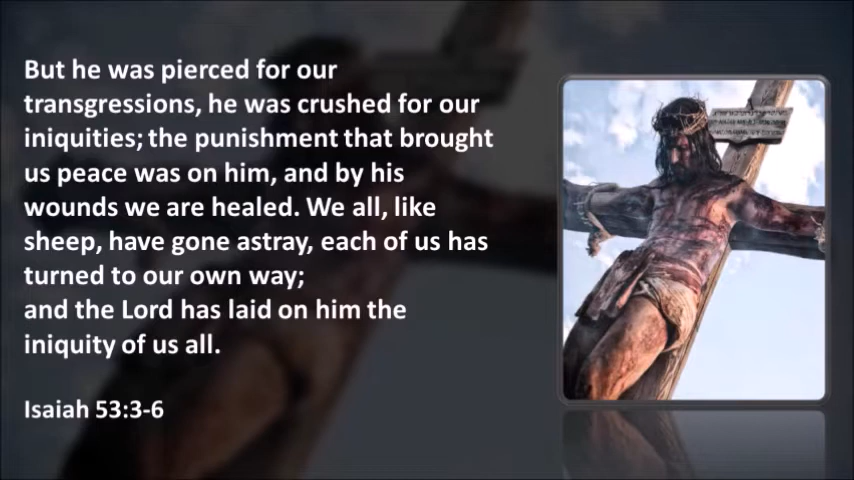 But he was pierced for our
transgressions, he was crushed for our
iniquities; the punishment that brought
us peace was on him, and by his
wounds we are healed. We all, like
sheep, have gone astray, each of us has
turned to our own way;
and the Lord has laid on him the
iniquity of us all.
Isaiah 53:3-6